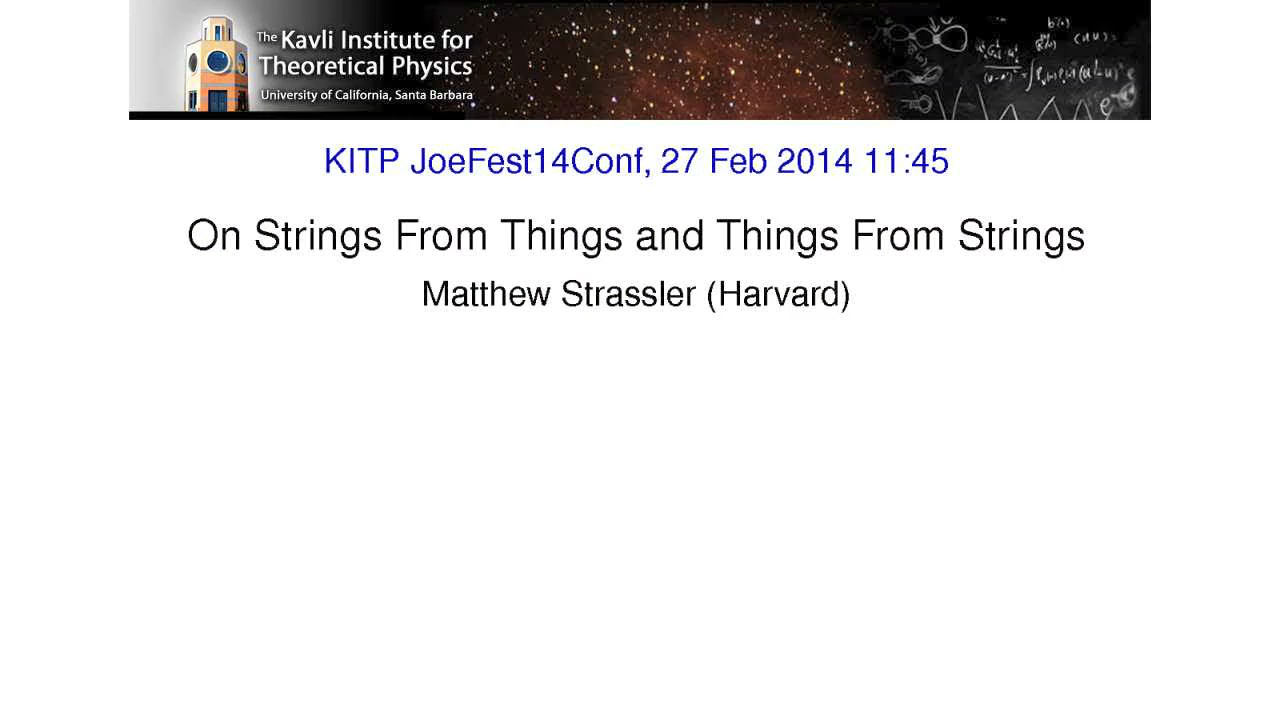 The Kavli Institute for
Theoretical Physics
University of California, Santa Barbara
KITP JoeFest14Conf, 27 Feb 2014 11:45
On Strings From Things and Things From Strings
Matthew Strassler (Harvard)